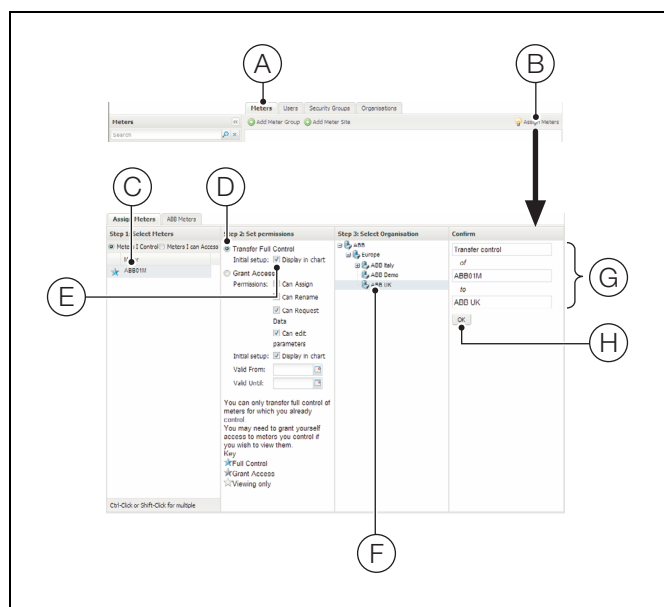 A
B
Meters Users Security Groups Organisations
Meters
Add Meter Group Add Meter Site
Assign Meters
Search
C
D
Assign Meters ABB Meters
Step 1: Select Meters
Meters I Control Meters I can Access
ABB01M
Ctrl-Click or Shift-Click for multiple
Step 2: Set permissions
Transfer Full Control
Initial setup: Display in chart
Grant Access
Permissions: Can Assign
Can Rename
Can Request
Data
Can edit
parameters
Initial setup: Display in chart
Valid From:
Valid Until:
You can only transfer full control of
meters for which you already
control
You may need to grant yourself
access to meters you control if
you wish to view them.
Key
Full Control
Grant Access
Viewing only
Step 3: Select Organisation
ABB
Europe
ABB Italy
ABB Demo
ABB UK
Confirm
Transfer control
of
ABB01M
to
ABB UK
OK
E
F
G
H